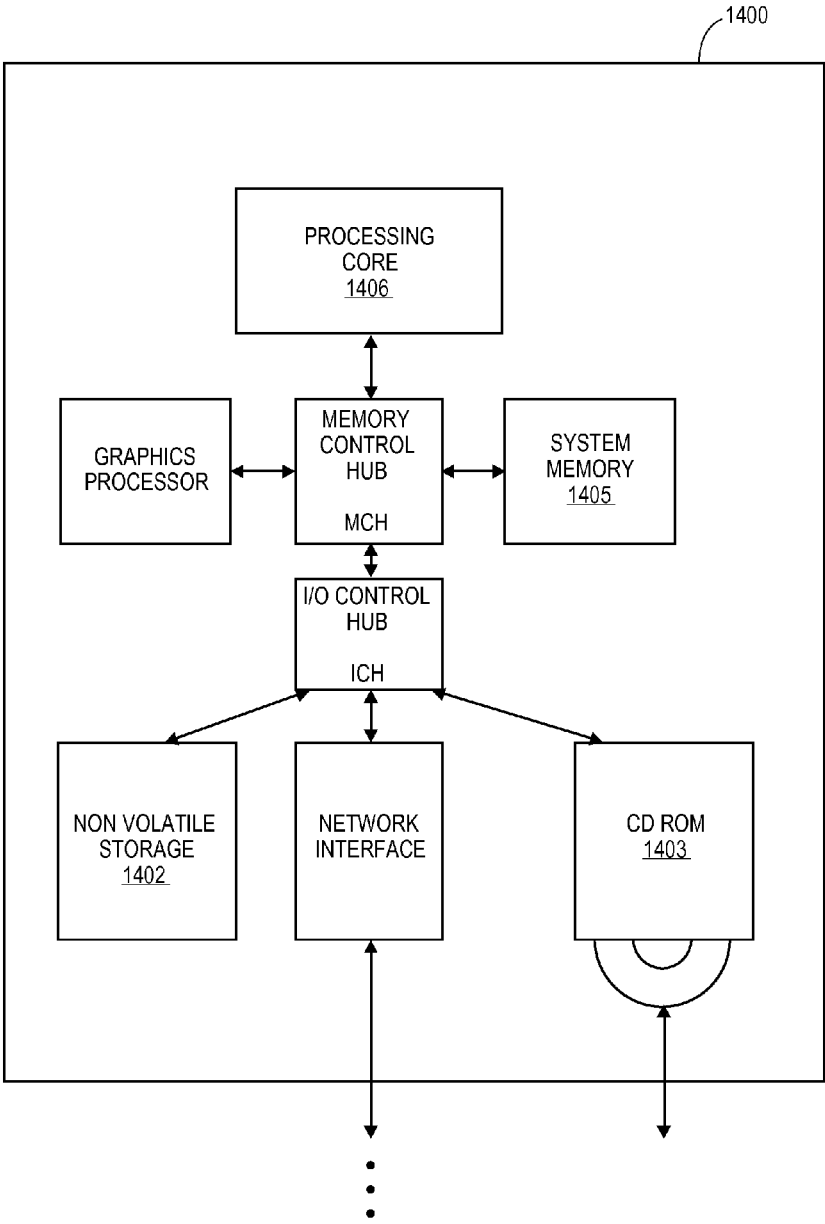 1400
PROCESSING
CORE
1406
GRAPHICS
PROCESSOR
MEMORY
CONTROL
HUB
MCH
SYSTEM
MEMORY
1405
I/O CONTROL
HUB
ICH
NON VOLATILE
STORAGE
1402
NETWORK
INTERFACE
CD ROM
1403